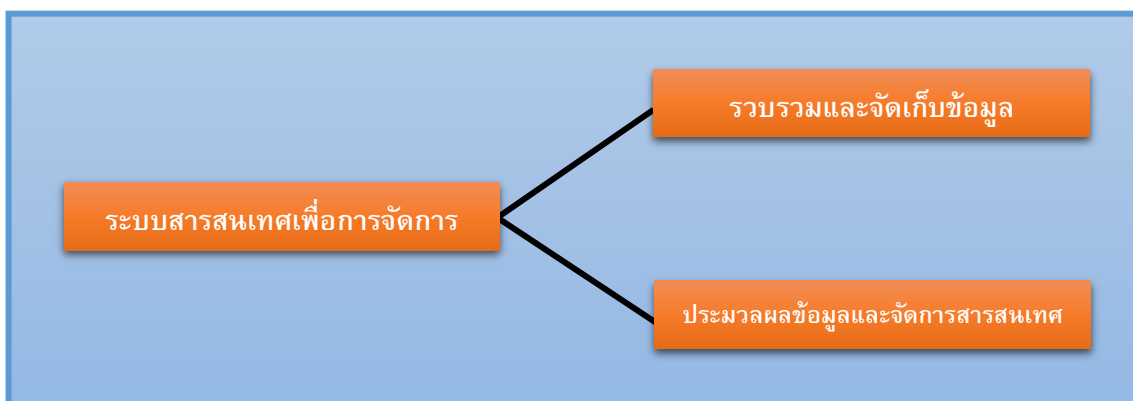 รวบรวมและจัดเก็บข้อมูล
ระบบสารสนเทศเพื่อการจัดการ
ประมวลผลข้อมูลและจัดการสารสนเทศ